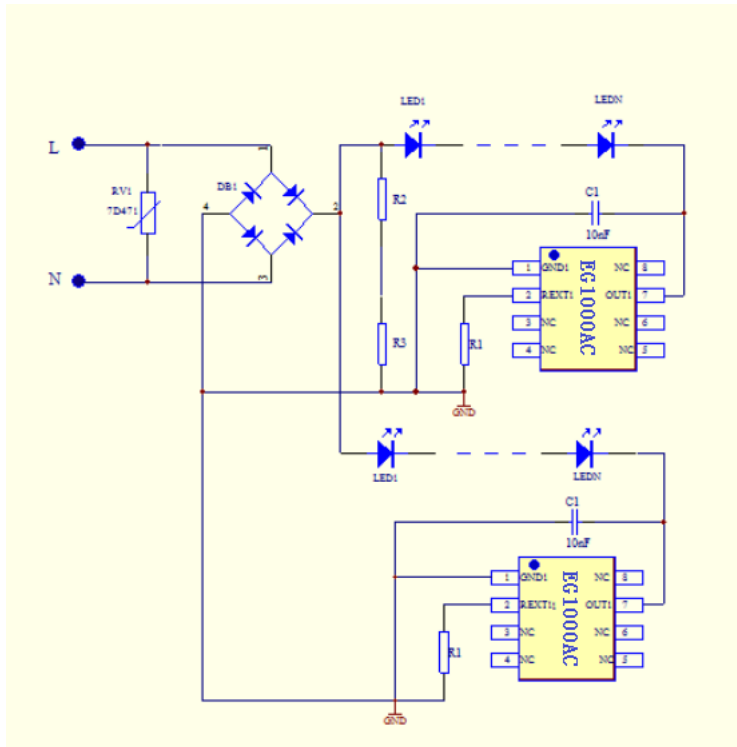 LED1
LEDN
L
RV1
7D471
N
DB1
1
4
2
3
R2
R3
C1
10nF
1 GND1
2 REXT1
3 NC
4 NC
EG1000AC
NC 8
OUT1 7
NC 6
NC 5
R1
GND
LED1
LEDN
C1
10nF
1 GND1
2 REXT1
3 NC
4 NC
EG1000AC
NC 8
OUT1 7
NC 6
NC 5
R1
GND